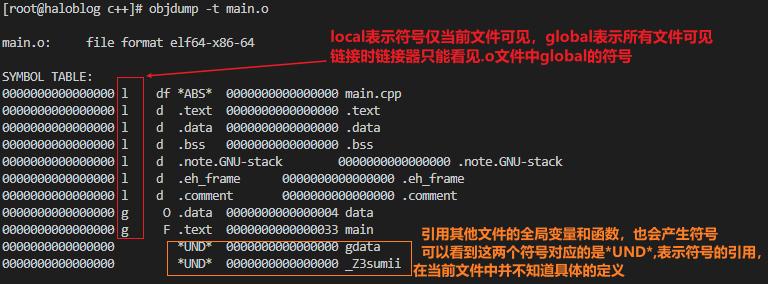 [root@haloblog c++]# objdump -t main.o
main.o:     file format elf64-x86-64
local表示符号仅当前文件可见，global表示所有文件可见
链接时链接器只能看见.o文件中global的符号
SYMBOL TABLE:
0000000000000000 l    df *ABS*  0000000000000000 main.cpp
0000000000000000 l    d  .text  0000000000000000 .text
0000000000000000 l    d  .data  0000000000000000 .data
0000000000000000 l    d  .bss   0000000000000000 .bss
0000000000000000 l    d  .note.GNU-stack        0000000000000000 .note.GNU-stack
0000000000000000 l    d  .eh_frame      0000000000000000 .eh_frame
0000000000000000 l    d  .comment       0000000000000000 .comment
0000000000000000 g     O .data  0000000000000004 data
0000000000000000 g     F .text  0000000000000033 main
0000000000000000         *UND*  0000000000000000 gdata
0000000000000000         *UND*  0000000000000000 _Z3sumii
引用其他文件的全局变量和函数，也会产生符号
可以看到这两个符号对应的是*UND*,表示符号的引用，
在当前文件中并不知道具体的定义